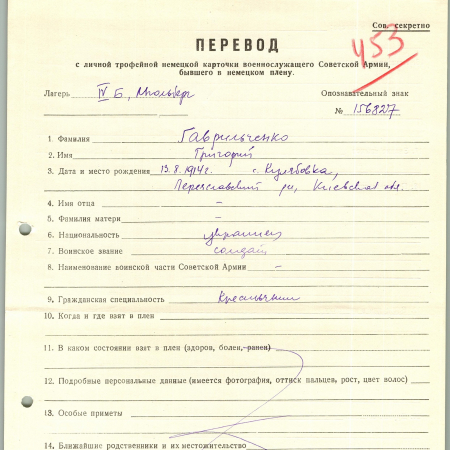 Сов. секретно
453
ПЕРЕВОД
с личной трофейной немецкой карточки военнослужащего Советской Армии,
бывшего в немецком плену.
Лагерь IV Б, Мюльберг
Опознавательный знак
№ 156827
1. Фамилия Гаврильченко
2. Имя Григорий
3. Дата и место рождения 13.8.1914 г. с. Кулябовка,
Переяславский р-н, Киевская обл.
4. Имя отца –
5. Фамилия матери –
6. Национальность украинец
7. Воинское звание солдат
8. Наименование воинской части Советской Армии –
9. Гражданская специальность Крестьянин
10. Когда и где взят в плен
11. В каком состоянии взят в плен (здоров, болен, ранен)
12. Подробные персональные данные (имеется фотография, оттиск пальцев, рост, цвет волос)
13. Особые приметы
14. Ближайшие родственники и их местожительство